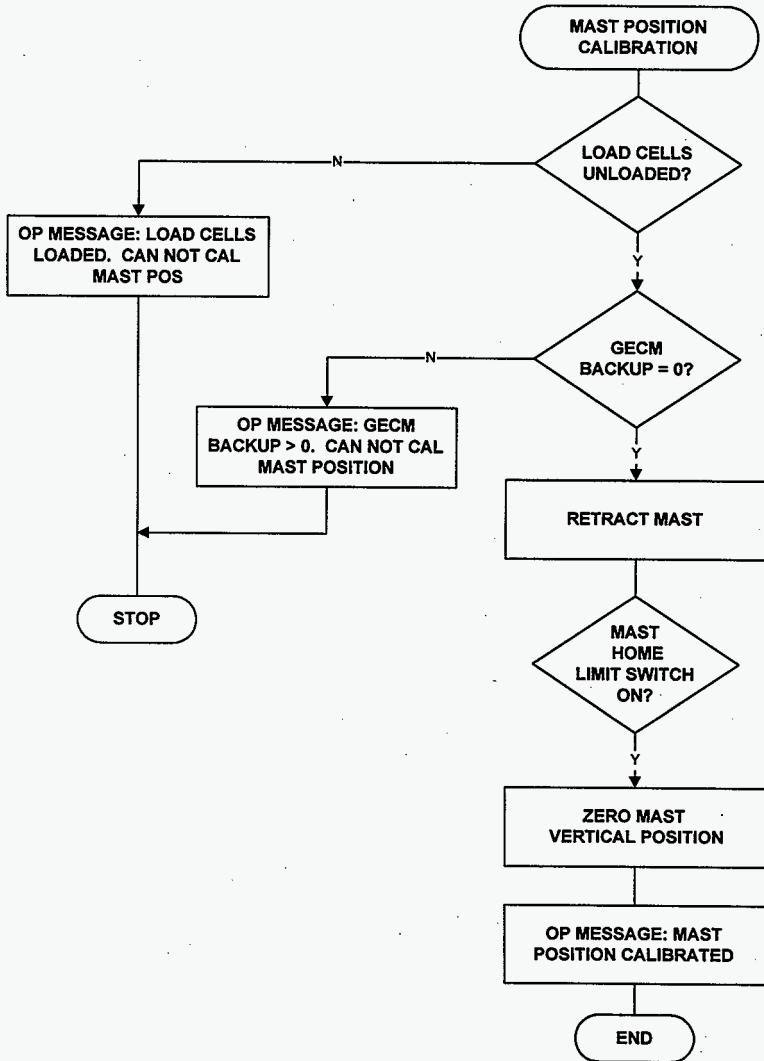 MAST POSITION
CALIBRATION
LOAD CELLS
UNLOADED?
N
OP MESSAGE: LOAD CELLS
LOADED. CAN NOT CAL
MAST POS
Y
GECM
BACKUP = 0?
N
OP MESSAGE: GECM
BACKUP > 0. CAN NOT CAL
MAST POSITION
Y
RETRACT MAST
STOP
MAST
HOME
LIMIT SWITCH
ON?
Y
ZERO MAST
VERTICAL POSITION
OP MESSAGE: MAST
POSITION CALIBRATED
END